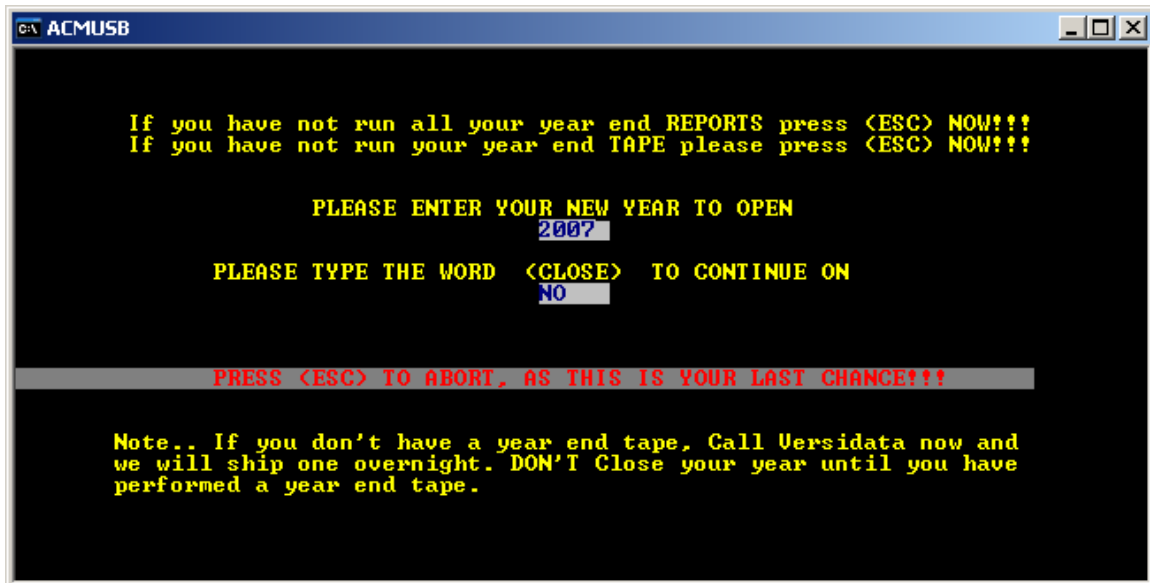 C:\ ACMUSB
If you have not run all your year end REPORTS press <ESC> NOW!!!
If you have not run your year end TAPE please press <ESC> NOW!!!
PLEASE ENTER YOUR NEW YEAR TO OPEN
2007
PLEASE TYPE THE WORD <CLOSE> TO CONTINUE ON
NO
PRESS <ESC> TO ABORT, AS THIS IS YOUR LAST CHANCE!!!
Note.. If you don't have a year end tape, Call Versidata now and
we will ship one overnight. DON'T Close your year until you have
performed a year end tape.